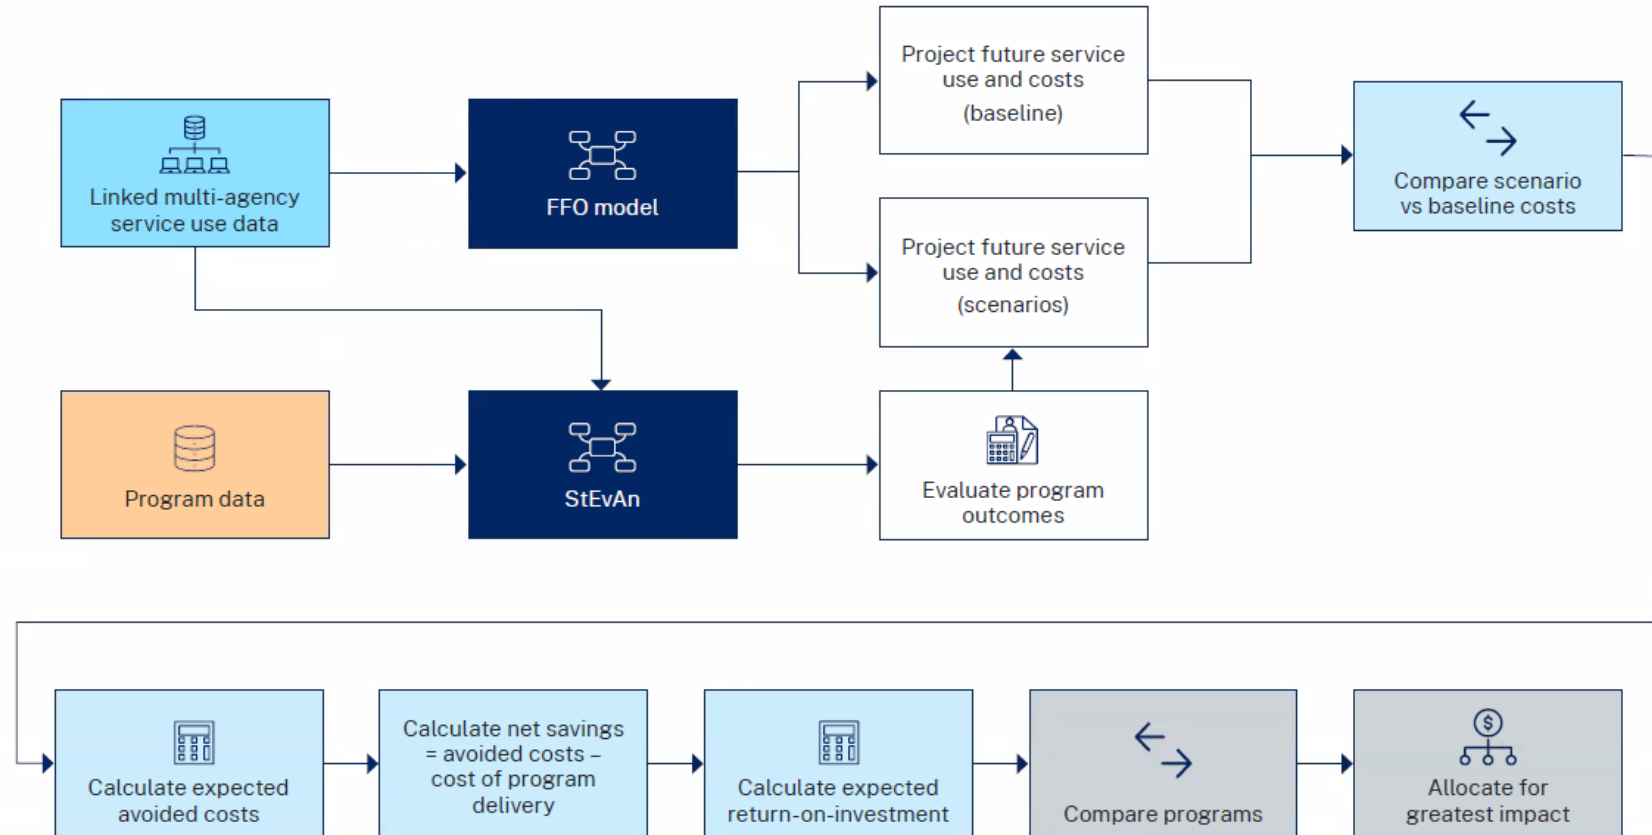 Project future service
use and costs
(baseline)
Linked multi-agency
service use data
FFO model
Compare scenario
vs baseline costs
Project future service
use and costs
(scenarios)
Program data
StEvAn
Evaluate program
outcomes
Calculate expected
avoided costs
Calculate net savings
= avoided costs –
cost of program
delivery
Calculate expected
return-on-investment
Compare programs
$
Allocate for
greatest impact